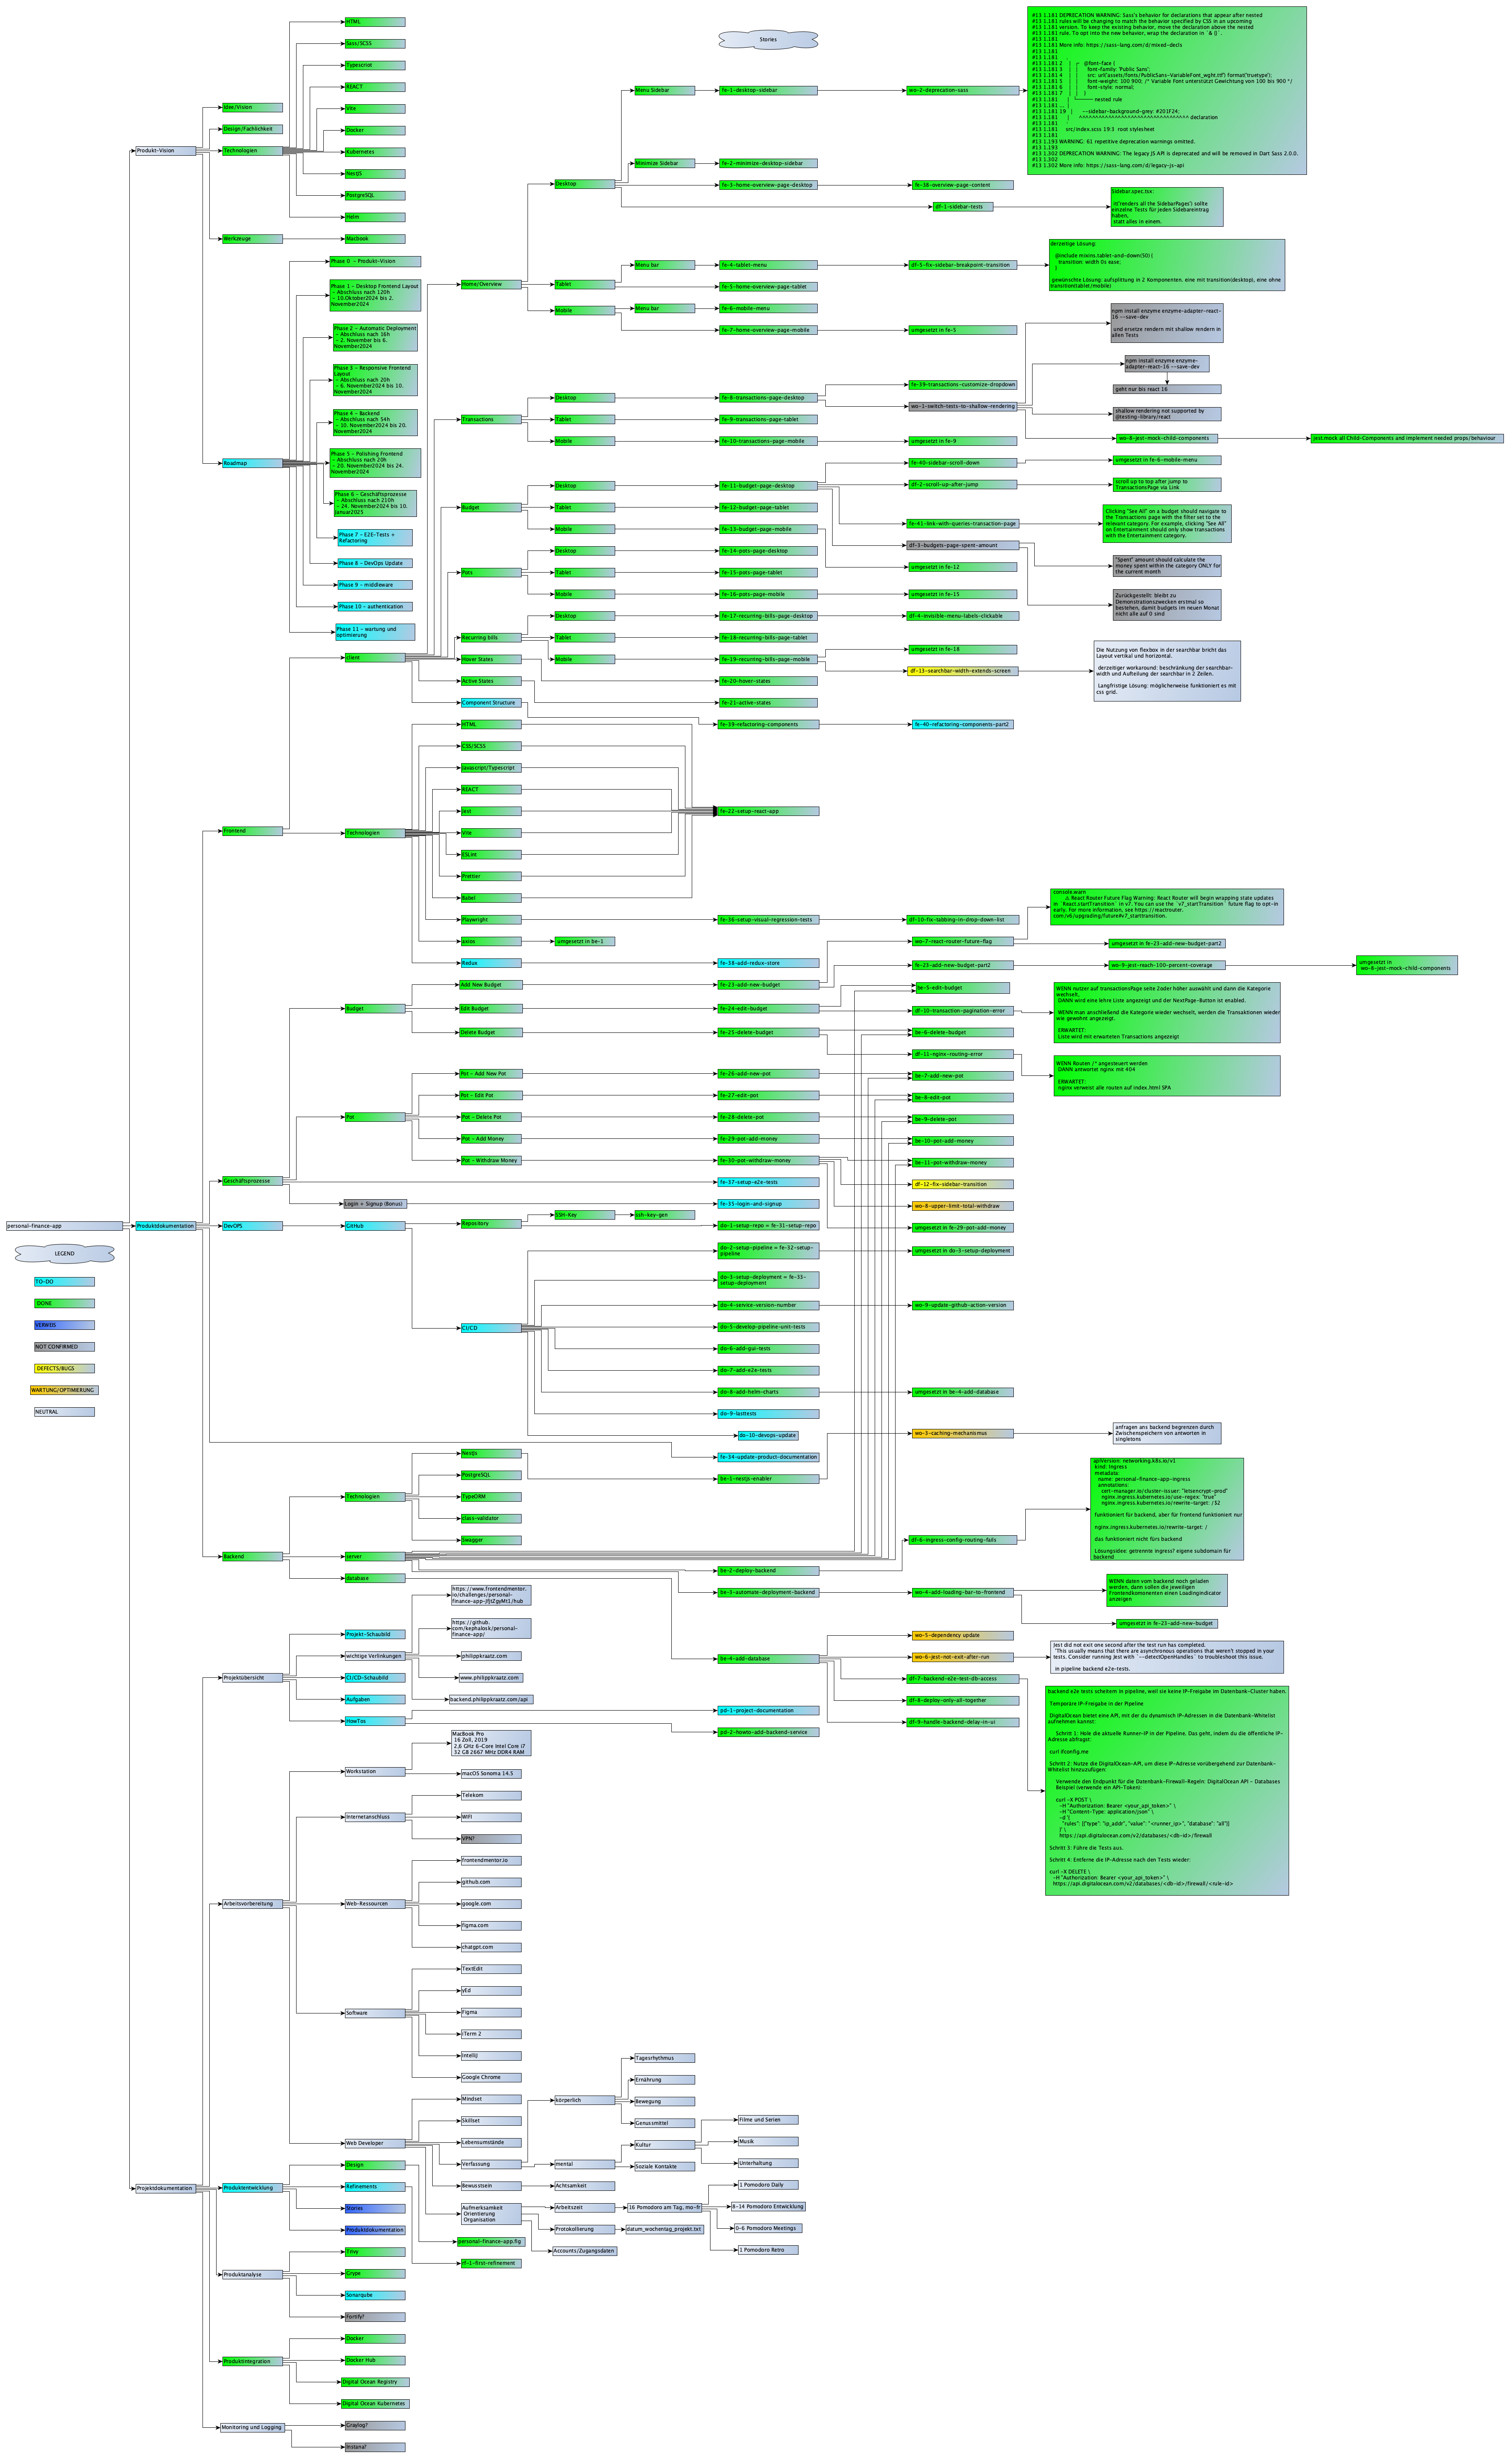 personal-finance-app
LEGEND
TO-DO
DONE
VERWEIS
NOT CONFIRMED
DEFECTS/BUGS
WARTUNG/OPTIMIERUNG
NEUTRAL
Stories
Produkt-Vision
Idee/Vision
Design/Fachlichkeit
Technologien
HTML
Sass/SCSS
Typescript
REACT
Vite
Docker
Kubernetes
NestJS
PostgreSQL
Helm
Werkzeuge
Macbook
Roadmap
Phase 0 - Produkt-Vision
Phase 1 - Desktop Frontend Layout
- Abschluss nach 120h
- 10.Oktober2024 bis 2.
November2024
Phase 2 - Automatic Deployment
- Abschluss nach 16h
- 2. November bis 6.
November2024
Phase 3 - Responsive Frontend
Layout
- Abschluss nach 20h
- 6. November2024 bis 10.
November2024
Phase 4 - Backend
- Abschluss nach 54h
- 10. November2024 bis 20.
November2024
Phase 5 - Polishing Frontend
- Abschluss nach 20h
- 20. November2024 bis 24.
November2024
Phase 6 - Geschäftsprozesse
- Abschluss nach 210h
- 24. November2024 bis 10.
Januar2025
Phase 7 - E2E-Tests +
Refactoring
Phase 8 - DevOps Update
Phase 9 - middleware
Phase 10 - authentication
Phase 11 - wartung und
optimierung
Produktdokumentation
Frontend
client
Home/Overview
Desktop
Menu Sidebar
fe-1-desktop-sidebar
wo-2-deprecation-sass
#13 1.181 DEPRECATION WARNING: Sass's behavior for declarations that appear after nested
#13 1.181 rules will be changing to match the behavior specified by CSS in an upcoming
#13 1.181 version. To keep the existing behavior, move the declaration above the nested
#13 1.181 rule. To opt into the new behavior, wrap the declaration in `& {}`.
#13 1.181
#13 1.181 More info: https://sass-lang.com/d/mixed-decls
#13 1.181
#13 1.181 2 │ ┌ @font-face {
#13 1.181 3 │ │ font-family: 'Public Sans';
#13 1.181 4 │ │ src: url('assets/fonts/PublicSans-VariableFont_wght.ttf') format('truetype');
#13 1.181 5 │ │ font-weight: 100 900; /* Variable Font unterstützt Gewichtung von 100 bis 900 */
#13 1.181 6 │ │ font-style: normal;
#13 1.181 7 │ │ }
#13 1.181 │ └──── nested rule
#13 1.181 ... │
#13 1.181 19 │ --sidebar-background-grey: #201F24;
#13 1.181 │ ^^^^^^^^^^^^^^^^^^^^^^^^^^^^^^^^^^ declaration
#13 1.181
#13 1.181 src/index.scss 19:3 root stylesheet
#13 1.181
#13 1.193 WARNING: 61 repetitive deprecation warnings omitted.
#13 1.193
#13 1.302 DEPRECATION WARNING: The legacy JS API is deprecated and will be removed in Dart Sass 2.0.0.
#13 1.302
#13 1.302 More info: https://sass-lang.com/d/legacy-js-api
Minimize Sidebar
fe-2-minimize-desktop-sidebar
fe-3-home-overview-page-desktop
fe-38-overview-page-content
df-1-sidebar-tests
Sidebar.spec.tsx:
it('renders all the SidebarPages') sollte
einzelne Tests für jeden Sidebareintrag
haben,
statt alles in einem.
Tablet
Menu bar
fe-4-tablet-menu
df-3-fix-sidebar-breakpoint-transition
derzeitige Lösung:
@include mixins.tablet-and-down(50) {
transition: width 0s ease;
}
gewünschte Lösung: aufsplittung in 2 Komponenten. eine mit transition(desktop), eine ohne
transition(tablet/mobile)
fe-5-home-overview-page-tablet
Mobile
Menu bar
fe-6-mobile-menu
fe-7-home-overview-page-mobile
umgesetzt in fe-5
Transactions
Desktop
fe-8-transactions-page-desktop
fe-39-transactions-customize-dropdown
wo-1-switch-tests-to-shallow-rendering
npm install enzyme enzyme-adapter-react-
16 --save-dev
und ersetze rendern mit shallow rendern in
allen Tests
npm install enzyme enzyme-
adapter-react-16 --save-dev
geht nur bis react 16
shallow rendering not supported by
@testing-library/react
wo-8-jest-mock-child-components
jest.mock all Child-Components and implement needed props/behaviour
Tablet
fe-9-transactions-page-tablet
Mobile
fe-10-transactions-page-mobile
umgesetzt in fe-9
Budget
Desktop
fe-11-budget-page-desktop
fe-40-sidebar-scroll-down
umgesetzt in fe-6-mobile-menu
df-2-scroll-up-after-jump
scroll up to top after jump to
TransactionsPage via Link
fe-41-link-with-queries-transaction-page
Clicking "See All" on a budget should navigate to
the Transactions page with the filter set to the
relevant category. For example, clicking "See All"
on Entertainment should only show transactions
with the Entertainment category.
df-3-budgets-page-spent-amount
"Spent" amount should calculate the
money spent within the category ONLY for
the current month
Zurückgestellt: bleibt zu
Demonstrationszwecken erstmal so
bestehen, damit budgets im neuen Monat
nicht alle auf 0 sind
Tablet
fe-12-budget-page-tablet
Mobile
fe-13-budget-page-mobile
umgesetzt in fe-12
Pots
Desktop
fe-14-pots-page-desktop
Tablet
fe-15-pots-page-tablet
Mobile
fe-16-pots-page-mobile
umgesetzt in fe-15
Recurring bills
Desktop
fe-17-recurring-bills-page-desktop
df-4-invisible-menu-labels-clickable
Tablet
fe-18-recurring-bills-page-tablet
Mobile
fe-19-recurring-bills-page-mobile
umgesetzt in fe-18
df-13-searchbar-width-extends-screen
Die Nutzung von flexbox in der searchbar bricht das
Layout vertikal und horizontal.
derzeitiger workaround: beschränkung der searchbar-
width und Aufteilung der searchbar in 2 Zeilen.
Langfristige Lösung: möglicherweise funktioniert es mit
css grid.
Hover States
fe-20-hover-states
Active States
fe-21-active-states
Component Structure
fe-39-refactoring-components
fe-40-refactoring-components-part2
Technologien
HTML
CSS/SCSS
Javascript/Typescript
REACT
Jest
Vite
ESLint
Prettier
Babel
fe-22-setup-react-app
Playwright
fe-36-setup-visual-regression-tests
df-10-fix-tabbing-in-drop-down-list
axios
umgesetzt in be-1
Redux
fe-38-add-redux-store
Geschäftsprozesse
Budget
Add New Budget
fe-23-add-new-budget
wo-7-react-router-future-flag
console.warn
⚠ React Router Future Flag Warning: React Router will begin wrapping state updates
in `React.startTransition` in v7. You can use the `v7_startTransition` future flag to opt-in
early. For more information, see https://reactrouter.
com/v6/upgrading/future#v7_starttransition.
umgesetzt in fe-23-add-new-budget-part2
fe-23-add-new-budget-part2
wo-9-jest-reach-100-percent-coverage
umgesetzt in
wo-8-jest-mock-child-components
Edit Budget
fe-24-edit-budget
be-5-edit-budget
df-10-transaction-pagination-error
WENN nutzer auf transactionsPage seite 2oder höher auswählt und dann die Kategorie
wechselt,
DANN wird eine lehre Liste angezeigt und der NextPage-Button ist enabled.
WENN man anschließend die Kategorie wieder wechselt, werden die Transaktionen wieder
wie gewohnt angezeigt.
ERWARTET:
Liste wird mit erwarteten Transactions angezeigt
Delete Budget
fe-25-delete-budget
be-6-delete-budget
df-11-nginx-routing-error
WENN Routen /* angesteuert werden
DANN antwortet nginx mit 404
ERWARTET:
nginx verweist alle routen auf index.html SPA
Pot
Pot - Add New Pot
fe-26-add-new-pot
be-7-add-new-pot
Pot - Edit Pot
fe-27-edit-pot
be-8-edit-pot
Pot - Delete Pot
fe-28-delete-pot
be-9-delete-pot
Pot - Add Money
fe-29-pot-add-money
be-10-pot-add-money
Pot - Withdraw Money
fe-30-pot-withdraw-money
be-11-pot-withdraw-money
df-12-fix-sidebar-transition
wo-8-upper-limit-total-withdraw
umgesetzt in fe-29-pot-add-money
fe-37-setup-e2e-tests
Login + Signup (Bonus)
fe-35-login-and-signup
DevOPS
GitHub
Repository
SSH-Key
ssh-key-gen
do-1-setup-repo = fe-31-setup-repo
CI/CD
do-2-setup-pipeline = fe-32-setup-
pipeline
umgesetzt in do-3-setup-deployment
do-3-setup-deployment = fe-33-
setup-deployment
do-4-service-version-number
wo-9-update-github-action-version
do-5-develop-pipeline-unit-tests
do-6-add-gui-tests
do-7-add-e2e-tests
do-8-add-helm-charts
umgesetzt in be-4-add-database
do-9-lasttests
do-10-devops-update
fe-34-update-product-documentation
Backend
Technologien
NestJs
be-1-nestjs-enabler
wo-3-caching-mechanismus
anfragen ans backend begrenzen durch
Zwischenspeichern von antworten in
singletons
PostgreSQL
TypeORM
class-validator
Swagger
server
be-2-deploy-backend
df-6-ingress-config-routing-fails
apiVersion: networking.k8s.io/v1
kind: Ingress
metadata:
name: personal-finance-app-ingress
annotations:
cert-manager.io/cluster-issuer: "letsencrypt-prod"
nginx.ingress.kubernetes.io/use-regex: "true"
nginx.ingress.kubernetes.io/rewrite-target: /$2
funktioniert für backend, aber für frontend funktioniert nur
nginx.ingress.kubernetes.io/rewrite-target: /
das funktioniert nicht fürs backend
Lösungsidee: getrennte ingress? eigene subdomain für
backend
be-3-automate-deployment-backend
wo-4-add-loading-bar-to-frontend
WENN daten vom backend noch geladen
werden, dann sollen die jeweiligen
Frontendkomonenten einen Loadingindicator
anzeigen
umgesetzt in fe-23-add-new-budget
database
be-4-add-database
wo-5-dependency update
wo-6-jest-not-exit-after-run
Jest did not exit one second after the test run has completed.
'This usually means that there are asynchronous operations that weren't stopped in your
tests. Consider running Jest with `--detectOpenHandles` to troubleshoot this issue.
in pipeline backend e2e-tests.
df-7-backend-e2e-test-db-access
backend e2e tests scheitern in pipeline, weil sie keine IP-Freigabe im Datenbank-Cluster haben.
Temporäre IP-Freigabe in der Pipeline
DigitalOcean bietet eine API, mit der du dynamisch IP-Adressen in die Datenbank-Whitelist
aufnehmen kannst:
Schritt 1: Hole die aktuelle Runner-IP in der Pipeline. Das geht, indem du die öffentliche IP-
Adresse abfragst:
curl ifconfig.me
Schritt 2: Nutze die DigitalOcean-API, um diese IP-Adresse vorübergehend zur Datenbank-
Whitelist hinzuzufügen:
Verwende den Endpunkt für die Datenbank-Firewall-Regeln: DigitalOcean API - Databases
Beispiel (verwende ein API-Token):
curl -X POST \
-H "Authorization: Bearer <your_api_token>" \
-H "Content-Type: application/json" \
-d '{
"rules": [{"type": "ip_addr", "value": "<runner_ip>", "database": "all"}]
}' \
https://api.digitalocean.com/v2/databases/<db-id>/firewall
Schritt 3: Führe die Tests aus.
Schritt 4: Entferne die IP-Adresse nach den Tests wieder:
curl -X DELETE \
-H "Authorization: Bearer <your_api_token>" \
https://api.digitalocean.com/v2/databases/<db-id>/firewall/<rule-id>
df-8-deploy-only-all-together
df-9-handle-backend-delay-in-ui
Projektdokumentation
Projektübersicht
Projekt-Schaubild
wichtige Verlinkungen
https://www.frontendmentor.
io/challenges/personal-
finance-app-JfjtZgyMt1/hub
https://github.
com/kephalosk/personal-
finance-app/
philippkraatz.com
www.philippkraatz.com
backend.philippkraatz.com/api
CI/CD-Schaubild
Aufgaben
HowTos
pd-1-project-documentation
pd-2-howto-add-backend-service
Arbeitsvorbereitung
Workstation
MacBook Pro
16 Zoll, 2019
2,6 GHz 6-Core Intel Core i7
32 GB 2667 MHz DDR4 RAM
macOS Sonoma 14.5
Internetanschluss
Telekom
WIFI
VPN?
Web-Ressourcen
frontendmentor.io
github.com
google.com
figma.com
chatgpt.com
Software
TextEdit
yEd
Figma
iTerm 2
IntelliJ
Google Chrome
Web Developer
Mindset
Skillset
Lebensumstände
Verfassung
körperlich
Tagesrhythmus
Ernährung
Bewegung
Genussmittel
mental
Kultur
Filme und Serien
Musik
Unterhaltung
Soziale Kontakte
Bewusstsein
Achtsamkeit
Aufmerksamkeit
Orientierung
Organisation
Arbeitszeit
16 Pomodoro am Tag, mo-fr
1 Pomodoro Daily
8-14 Pomodoro Entwicklung
0-6 Pomodoro Meetings
1 Pomodoro Retro
Protokollierung
datum_wochentag_projekt.txt
Accounts/Zugangsdaten
Produktentwicklung
Design
personal-finance-app.fig
Refinements
rf-1-first-refinement
Stories
Produktdokumentation
Produktanalyse
Trivy
Grype
Sonarqube
Fortify?
Produktintegration
Docker
Docker Hub
Digital Ocean Registry
Digital Ocean Kubernetes
Monitoring und Logging
Graylog?
Instana?